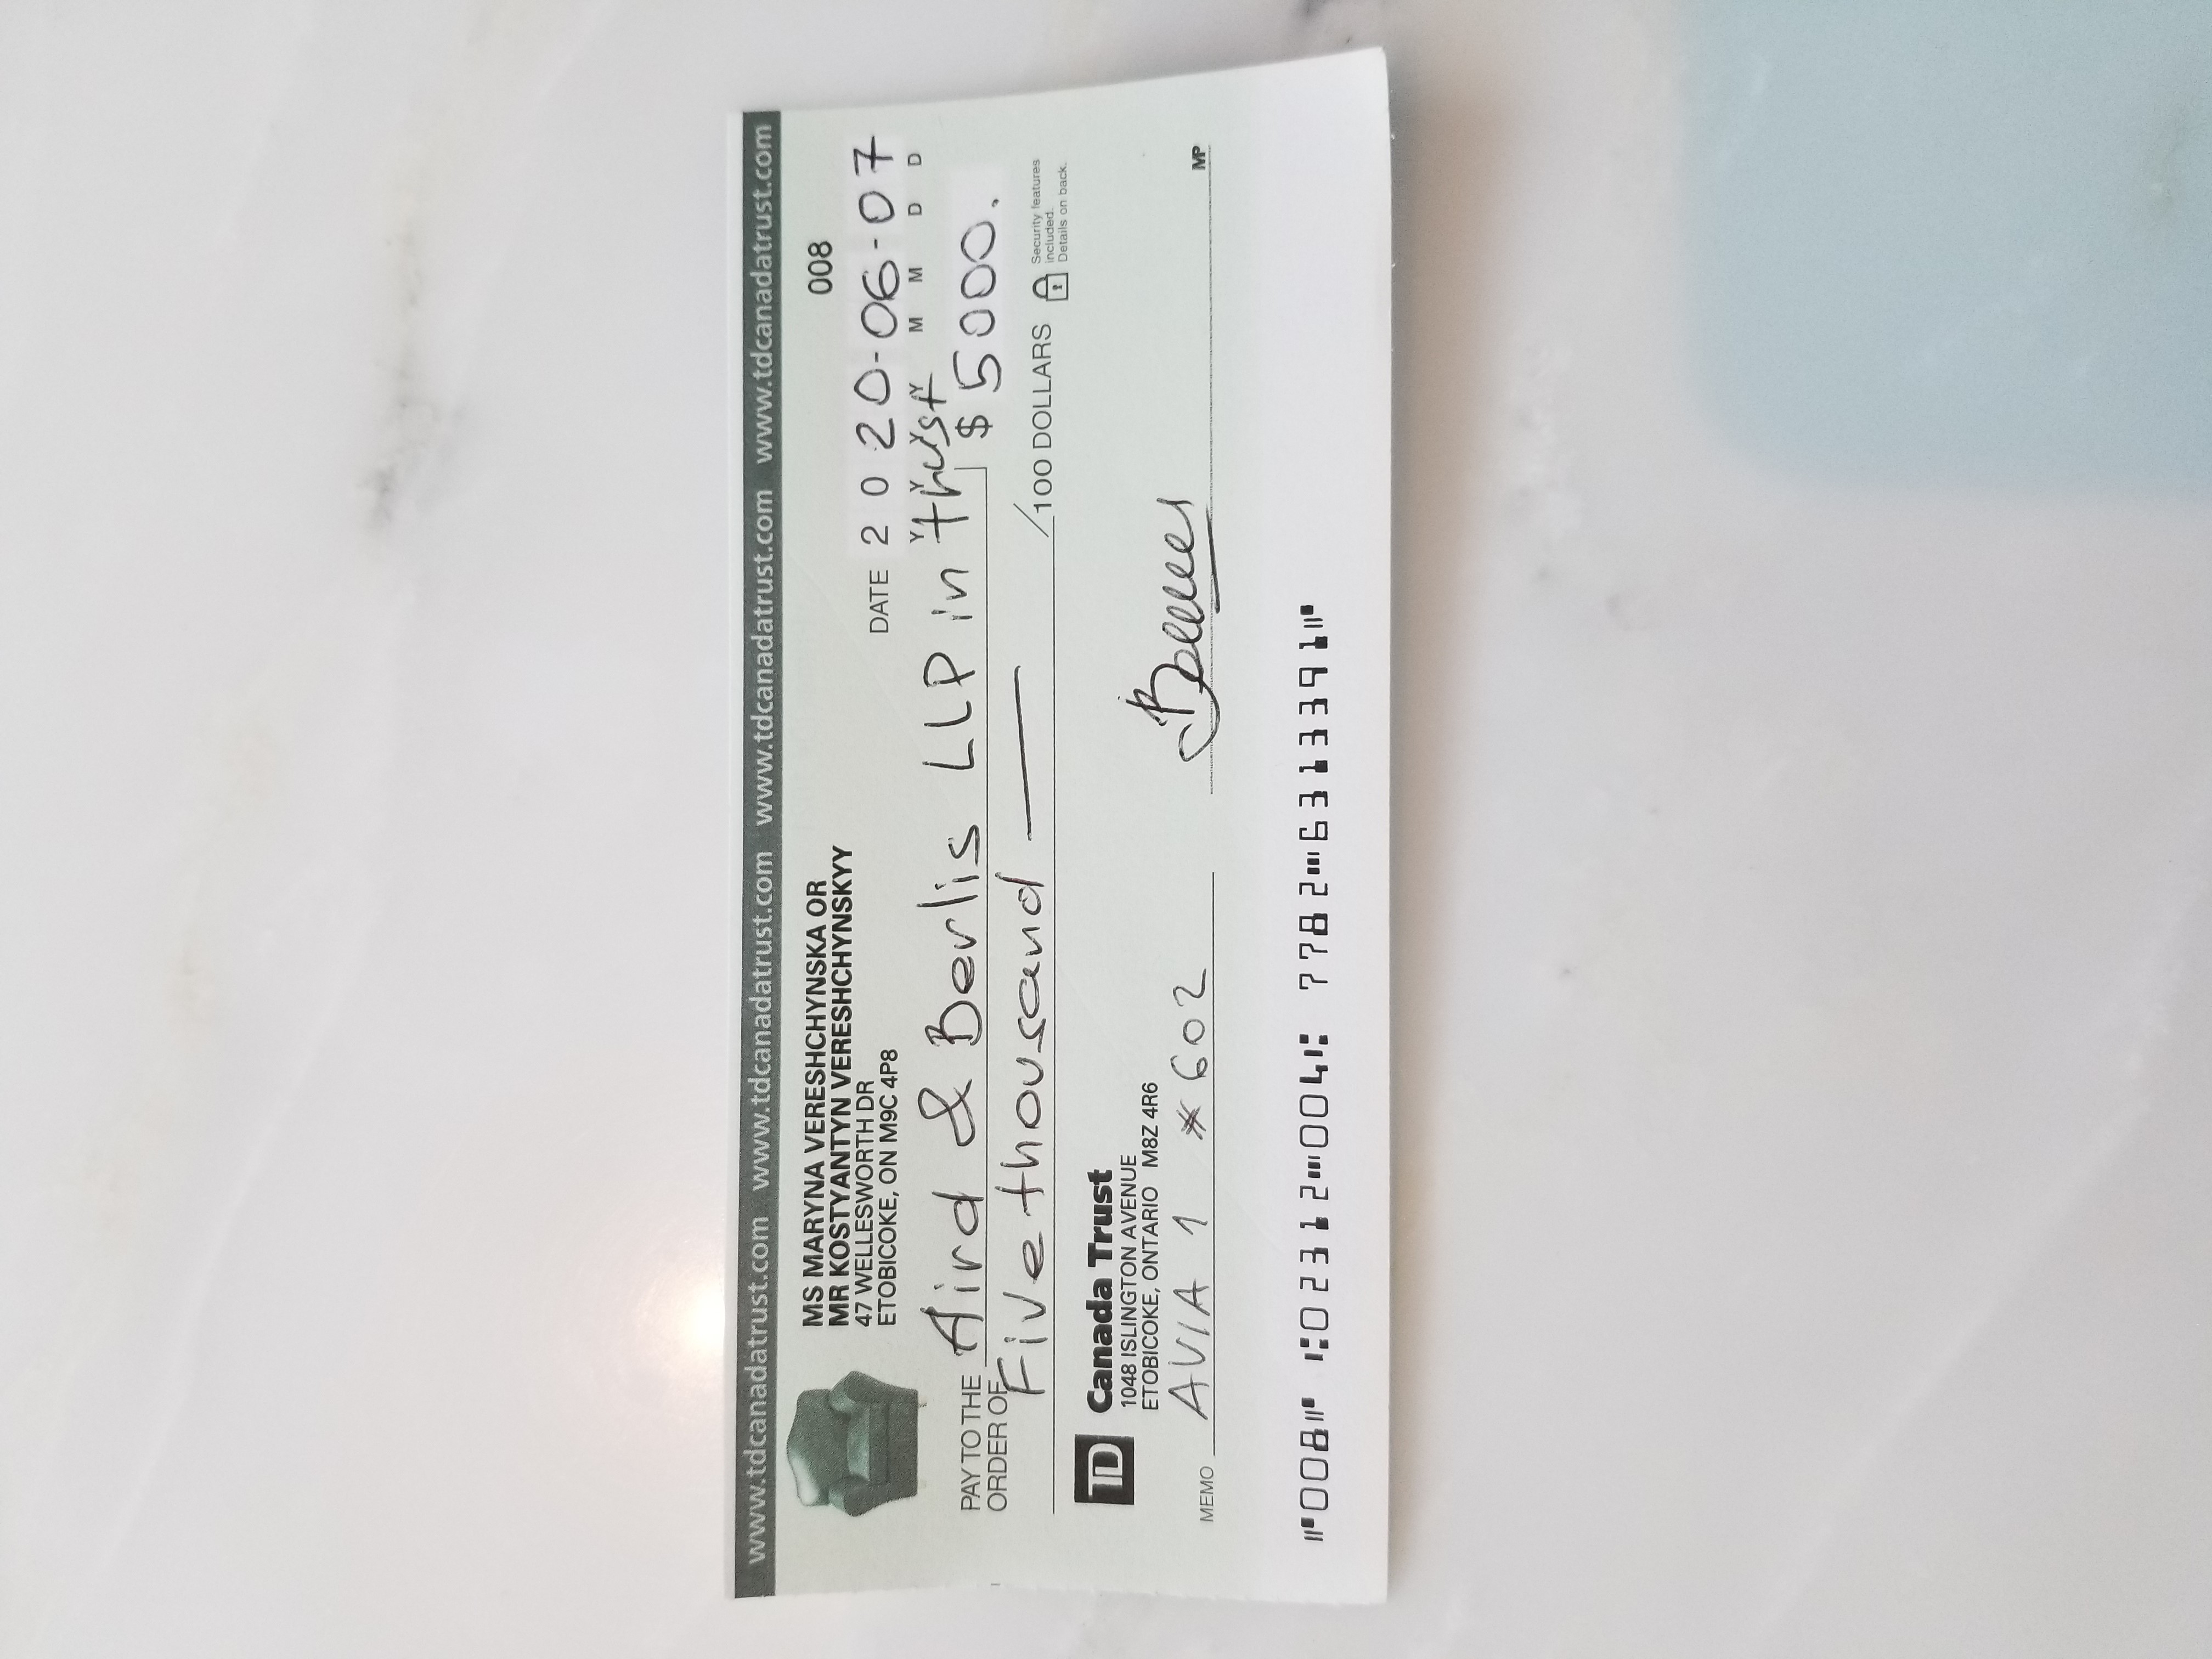 www.tdcanadatrust.com www.tdcanadatrust.com www.tdcanadatrust.com www.tdcanadatrust.com
MS MARYNA VERESHCHYNSKA OR
MR KOSTYANTYN VERESHCHYNSKYY
47 WELLESWORTH DR
ETOBICOKE, ON M9C 4P8
008
DATE 2020-06-07
Y Y Y Y M M D D
PAY TO THE ORDER OF Aird & Berlis LLP in trust $ 5000.
Five thousand /100 DOLLARS
Security features
included.
Details on back.
TD Canada Trust
1048 ISLINGTON AVENUE
ETOBICOKE, ONTARIO M8Z 4R6
MEMO AVIA 1 #602
MP
⑈008⑈ ⑆02312⑉004⑆ 7782⑉6313391⑈